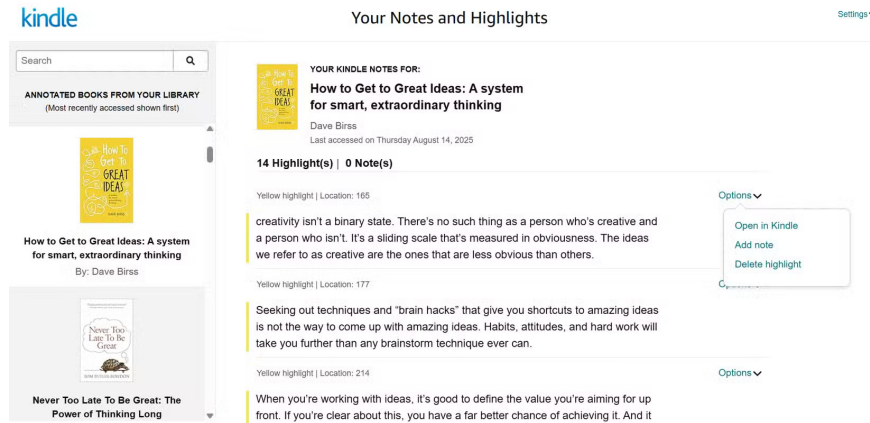 kindle
Your Notes and Highlights
Settings
Search
ANNOTATED BOOKS FROM YOUR LIBRARY
(Most recently accessed shown first)
How To
Get To
GREAT
IDEAS
How to Get to Great Ideas: A system
for smart, extraordinary thinking
By: Dave Birss
Never Too
Late To Be
Great
Never Too Late To Be Great: The
Power of Thinking Long
How To
Get To
GREAT
IDEAS
YOUR KINDLE NOTES FOR:
How to Get to Great Ideas: A system
for smart, extraordinary thinking
Dave Birss
Last accessed on Thursday August 14, 2025
14 Highlight(s) | 0 Note(s)
Yellow highlight | Location: 165
Options
Open in Kindle
Add note
Delete highlight
creativity isn’t a binary state. There’s no such thing as a person who’s creative and
a person who isn’t. It’s a sliding scale that’s measured in obviousness. The ideas
we refer to as creative are the ones that are less obvious than others.
Yellow highlight | Location: 177
Seeking out techniques and “brain hacks” that give you shortcuts to amazing ideas
is not the way to come up with amazing ideas. Habits, attitudes, and hard work will
take you further than any brainstorm technique ever can.
Yellow highlight | Location: 214
Options
When you’re working with ideas, it’s good to define the value you’re aiming for up
front. If you’re clear about this, you have a far better chance of achieving it. And it